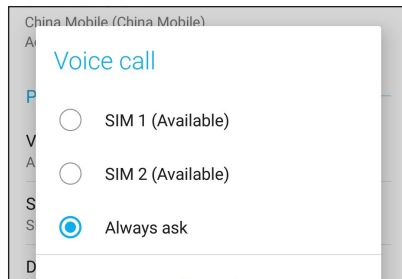 China Mobile (China Mobile)
Voice call
SIM 1 (Available)
SIM 2 (Available)
Always ask